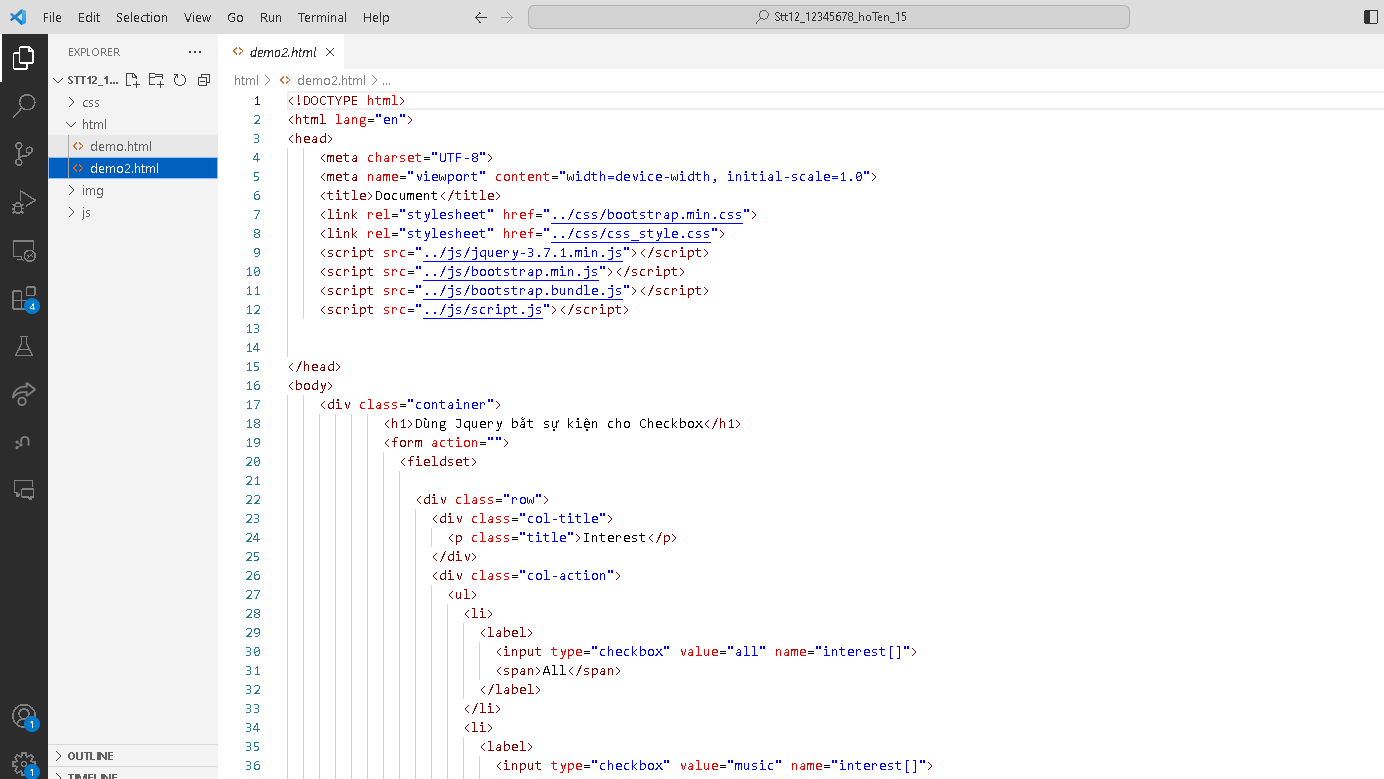 File Edit Selection View Go Run Terminal Help
Stt12_12345678_hoTen_15
EXPLORER
STT12_1...
css
html
demo.html
demo2.html
img
js
OUTLINE
TIMELINE
4
1
1
demo2.html
html > demo2.html > ...
1 <!DOCTYPE html>
2 <html lang="en">
3 <head>
4 <meta charset="UTF-8">
5 <meta name="viewport" content="width=device-width, initial-scale=1.0">
6 <title>Document</title>
7 <link rel="stylesheet" href="../css/bootstrap.min.css">
8 <link rel="stylesheet" href="../css/css_style.css">
9 <script src="../js/jquery-3.7.1.min.js"></script>
10 <script src="../js/bootstrap.min.js"></script>
11 <script src="../js/bootstrap.bundle.js"></script>
12 <script src="../js/script.js"></script>
13
14
15 </head>
16 <body>
17 <div class="container">
18 <h1>Dùng Jquery bắt sự kiện cho Checkbox</h1>
19 <form action="">
20 <fieldset>
21
22 <div class="row">
23 <div class="col-title">
24 <p class="title">Interest</p>
25 </div>
26 <div class="col-action">
27 <ul>
28 <li>
29 <label>
30 <input type="checkbox" value="all" name="interest[]">
31 <span>All</span>
32 </label>
33 </li>
34 <li>
35 <label>
36 <input type="checkbox" value="music" name="interest[]">